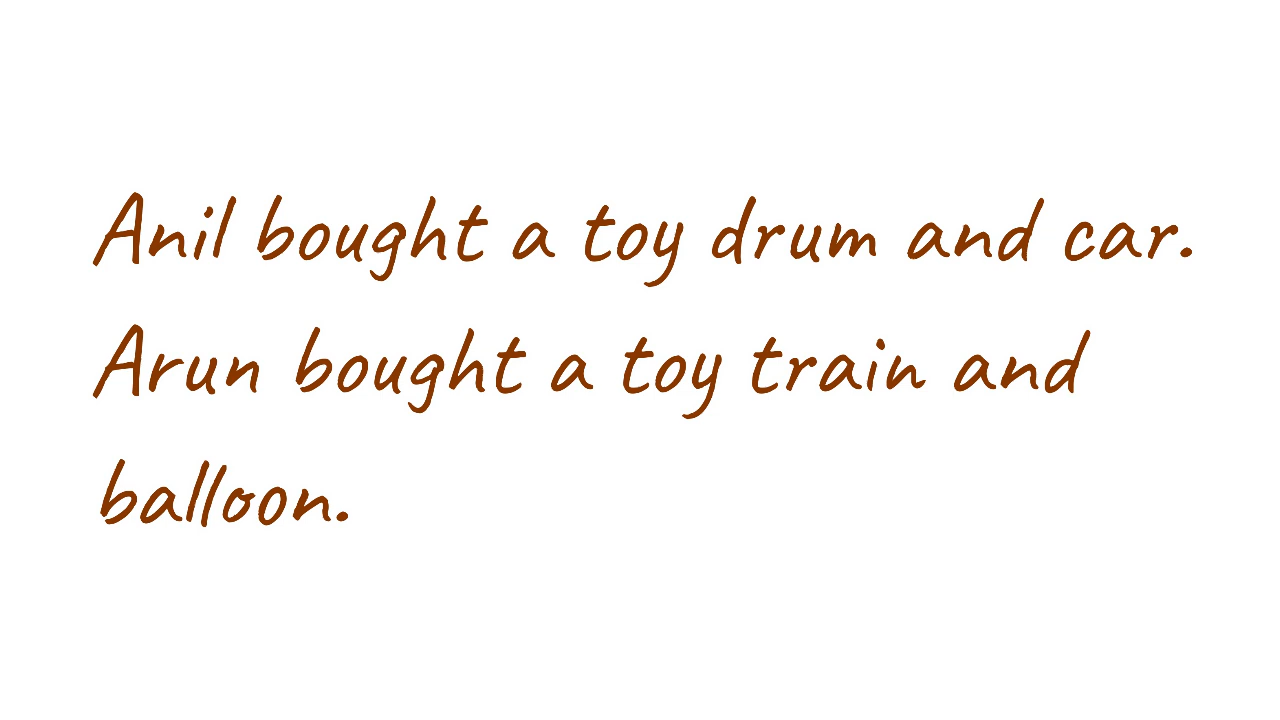 Anil bought a toy drum and car.
Arun bought a toy train and
balloon.